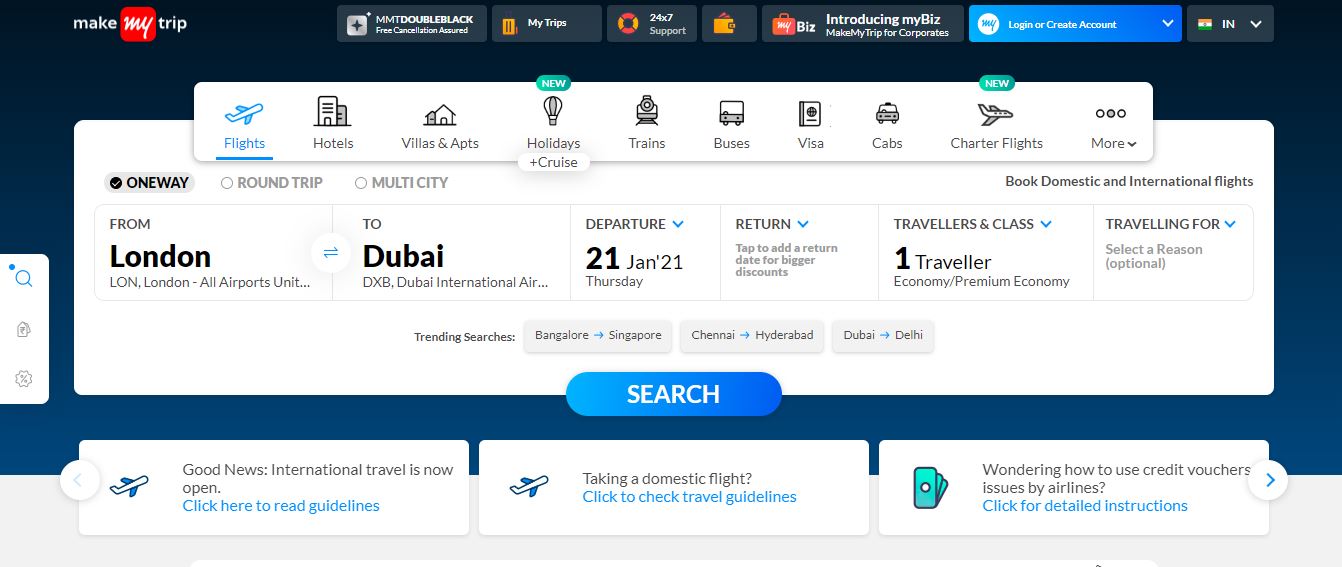 make my trip
MMTDOUBLEBLACK
Free Cancellation Assured
My Trips
24x7
Support
my Biz
Introducing myBiz
MakeMyTrip for Corporates
my
Login or Create Account
IN
NEW
NEW
Flights
Hotels
Villas & Apts
Holidays
Trains
Buses
Visa
Cabs
Charter Flights
More
+Cruise
ONEWAY
ROUND TRIP
MULTI CITY
Book Domestic and International flights
FROM
London
LON, London - All Airports Unit...
TO
Dubai
DXB, Dubai International Air...
DEPARTURE
21 Jan'21
Thursday
RETURN
Tap to add a return
date for bigger
discounts
TRAVELLERS & CLASS
1 Traveller
Economy/Premium Economy
TRAVELLING FOR
Select a Reason
(optional)
Trending Searches:
Bangalore → Singapore
Chennai → Hyderabad
Dubai → Delhi
SEARCH
Good News: International travel is now
open.
Click here to read guidelines
Taking a domestic flight?
Click to check travel guidelines
Wondering how to use credit vouchers
issues by airlines?
Click for detailed instructions